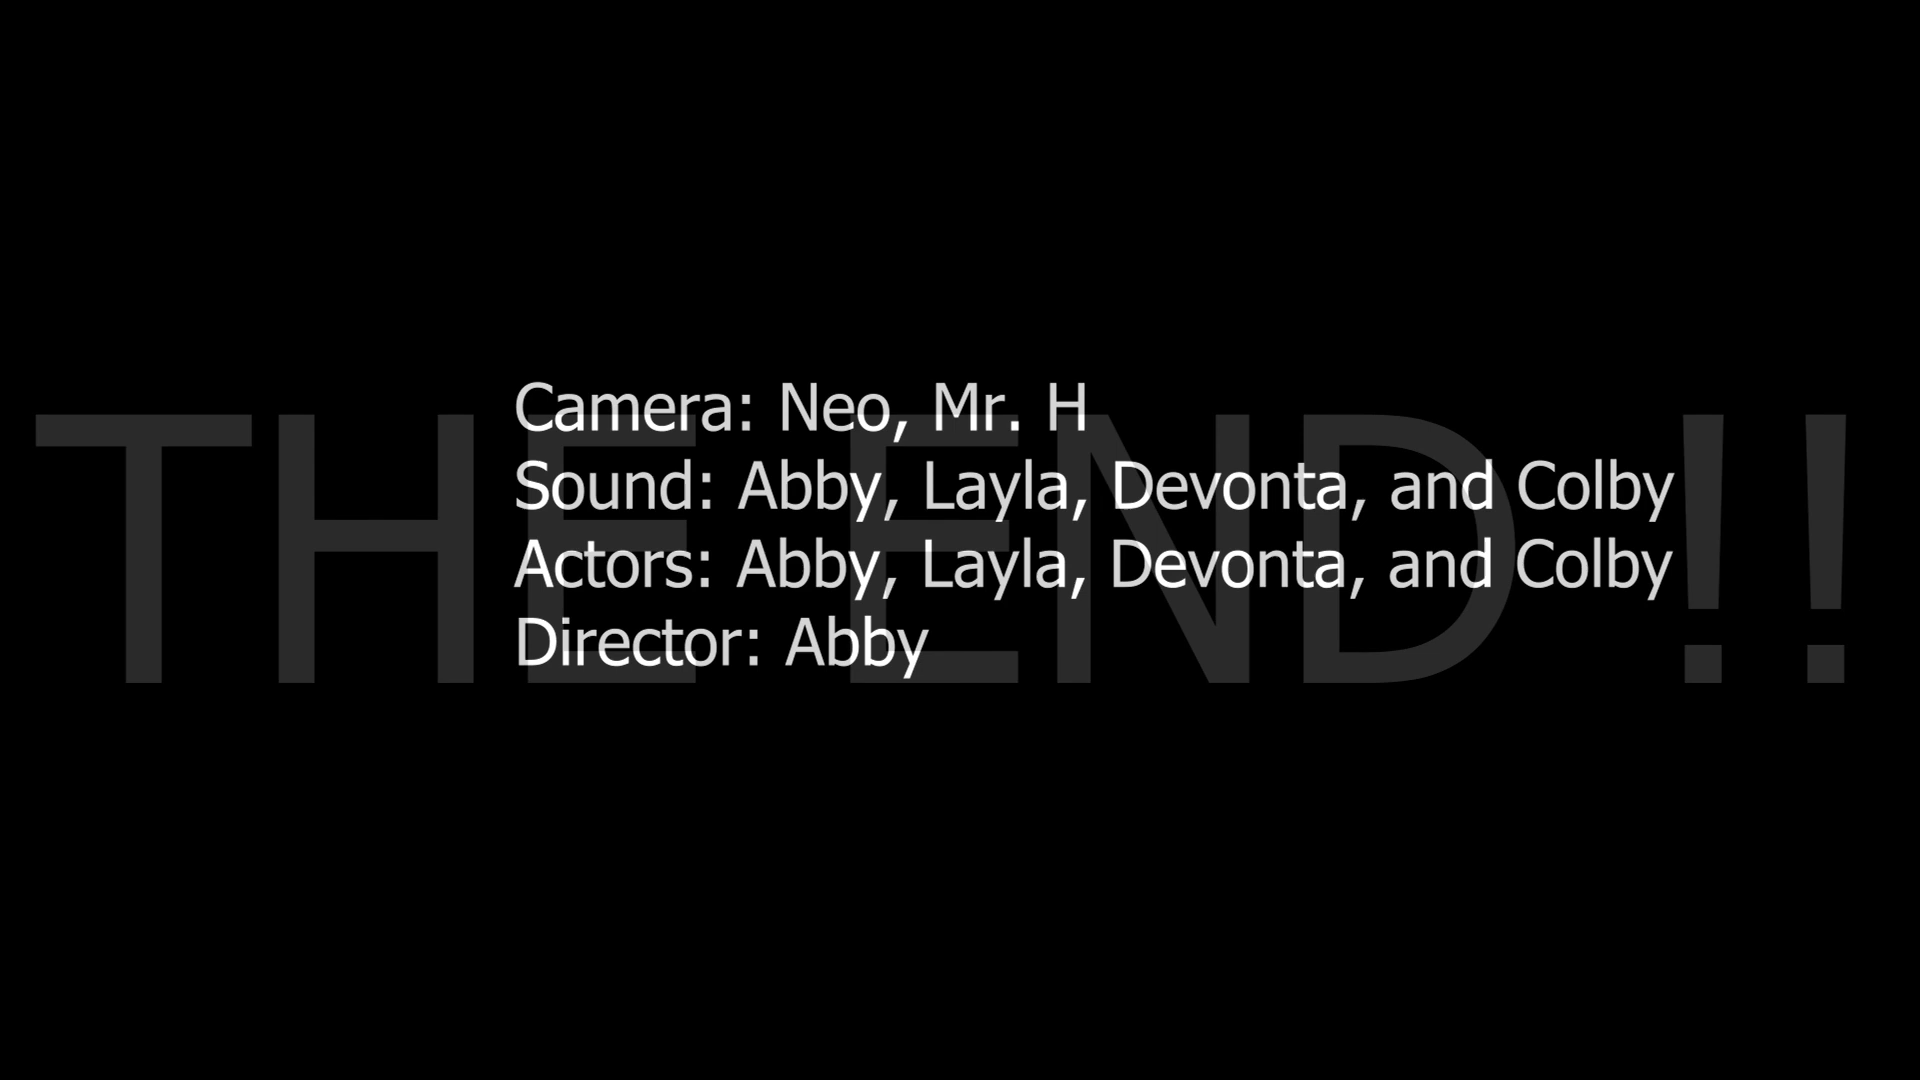 Camera: Neo, Mr. H
Sound: Abby, Layla, Devonta, and Colby
Actors: Abby, Layla, Devonta, and Colby
Director: Abby
THE END !!